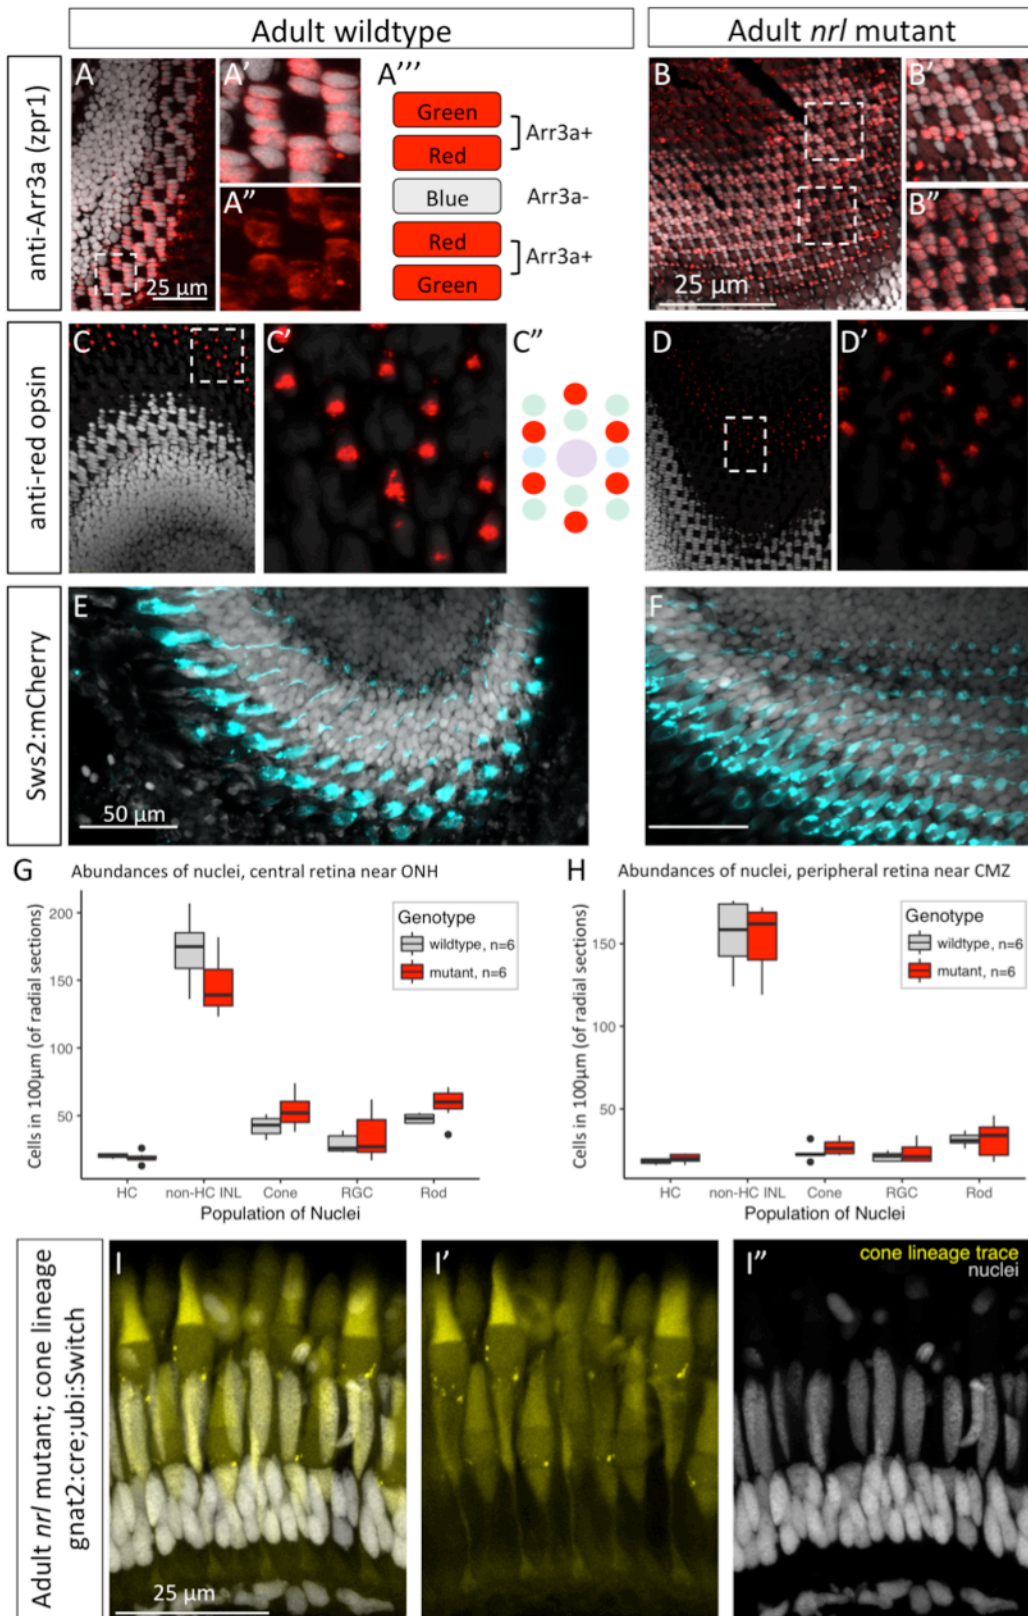 Adult wildtype
Adult nrl mutant
anti-Arr3a (zpr1)
A
25 µm
A’
A”
A’”
Green
Red
Blue
Red
Green
Arr3a+
Arr3a-
Arr3a+
B
25 µm
B’
B”
anti-red opsin
C
C’
C”
D
D’
Sws2:mCherry
E
50 µm
F
G
Abundances of nuclei, central retina near ONH
Cells in 100µm (of radial sections)
200
150
100
50
Genotype
wildtype, n=6
mutant, n=6
HC non-HC INL Cone RGC Rod
Population of Nuclei
H
Abundances of nuclei, peripheral retina near CMZ
Cells in 100µm (of radial sections)
150
100
50
Genotype
wildtype, n=6
mutant, n=6
HC non-HC INL Cone RGC Rod
Population of Nuclei
Adult nrl mutant; cone lineage
gnat2:cre;ubi:Switch
I
25 µm
I’
I”
cone lineage trace
nuclei